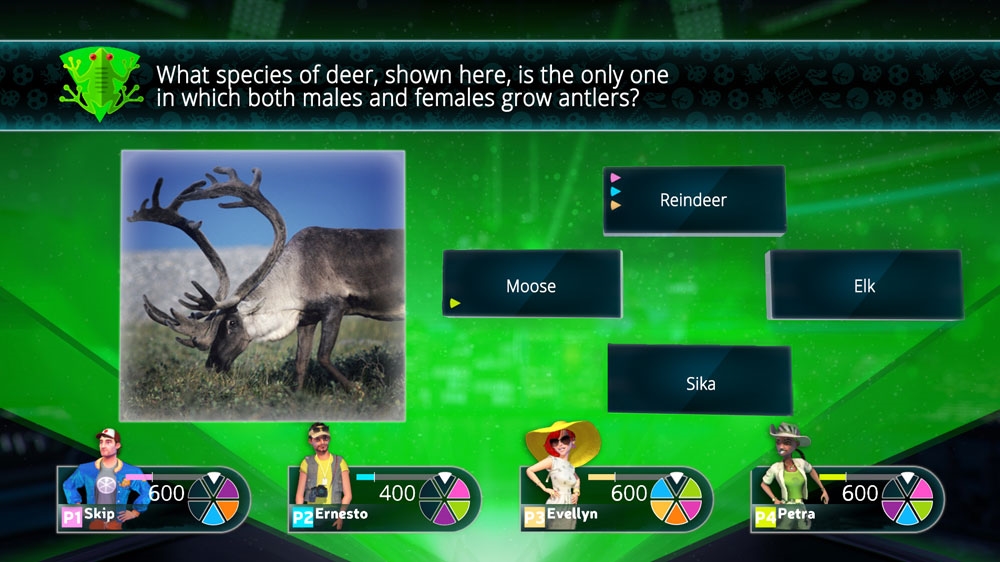 What species of deer, shown here, is the only one
in which both males and females grow antlers?
Reindeer
Moose
Elk
Sika
600
P1 Skip
400
P2 Ernesto
600
P3 Evellyn
600
P4 Petra